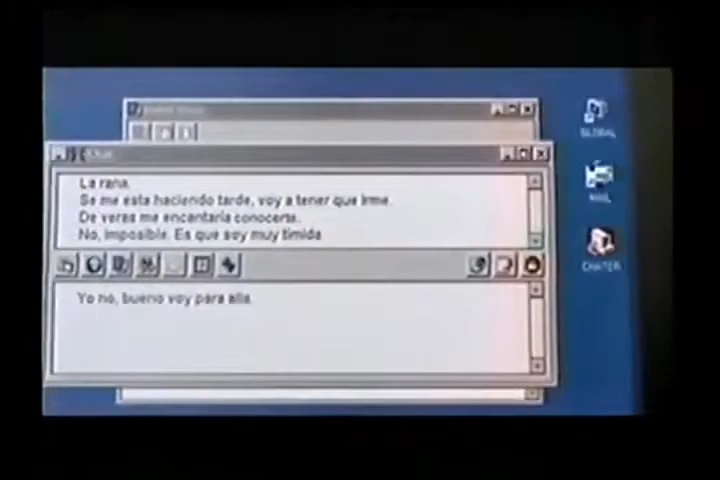 La rana.
Se me esta haciendo tarde, voy a tener que irme.
De veras me encantaría conocerte.
No, imposible. Es que soy muy timida
Yo no, bueno voy para alla.
GLOBAL
MAIL
CHATER